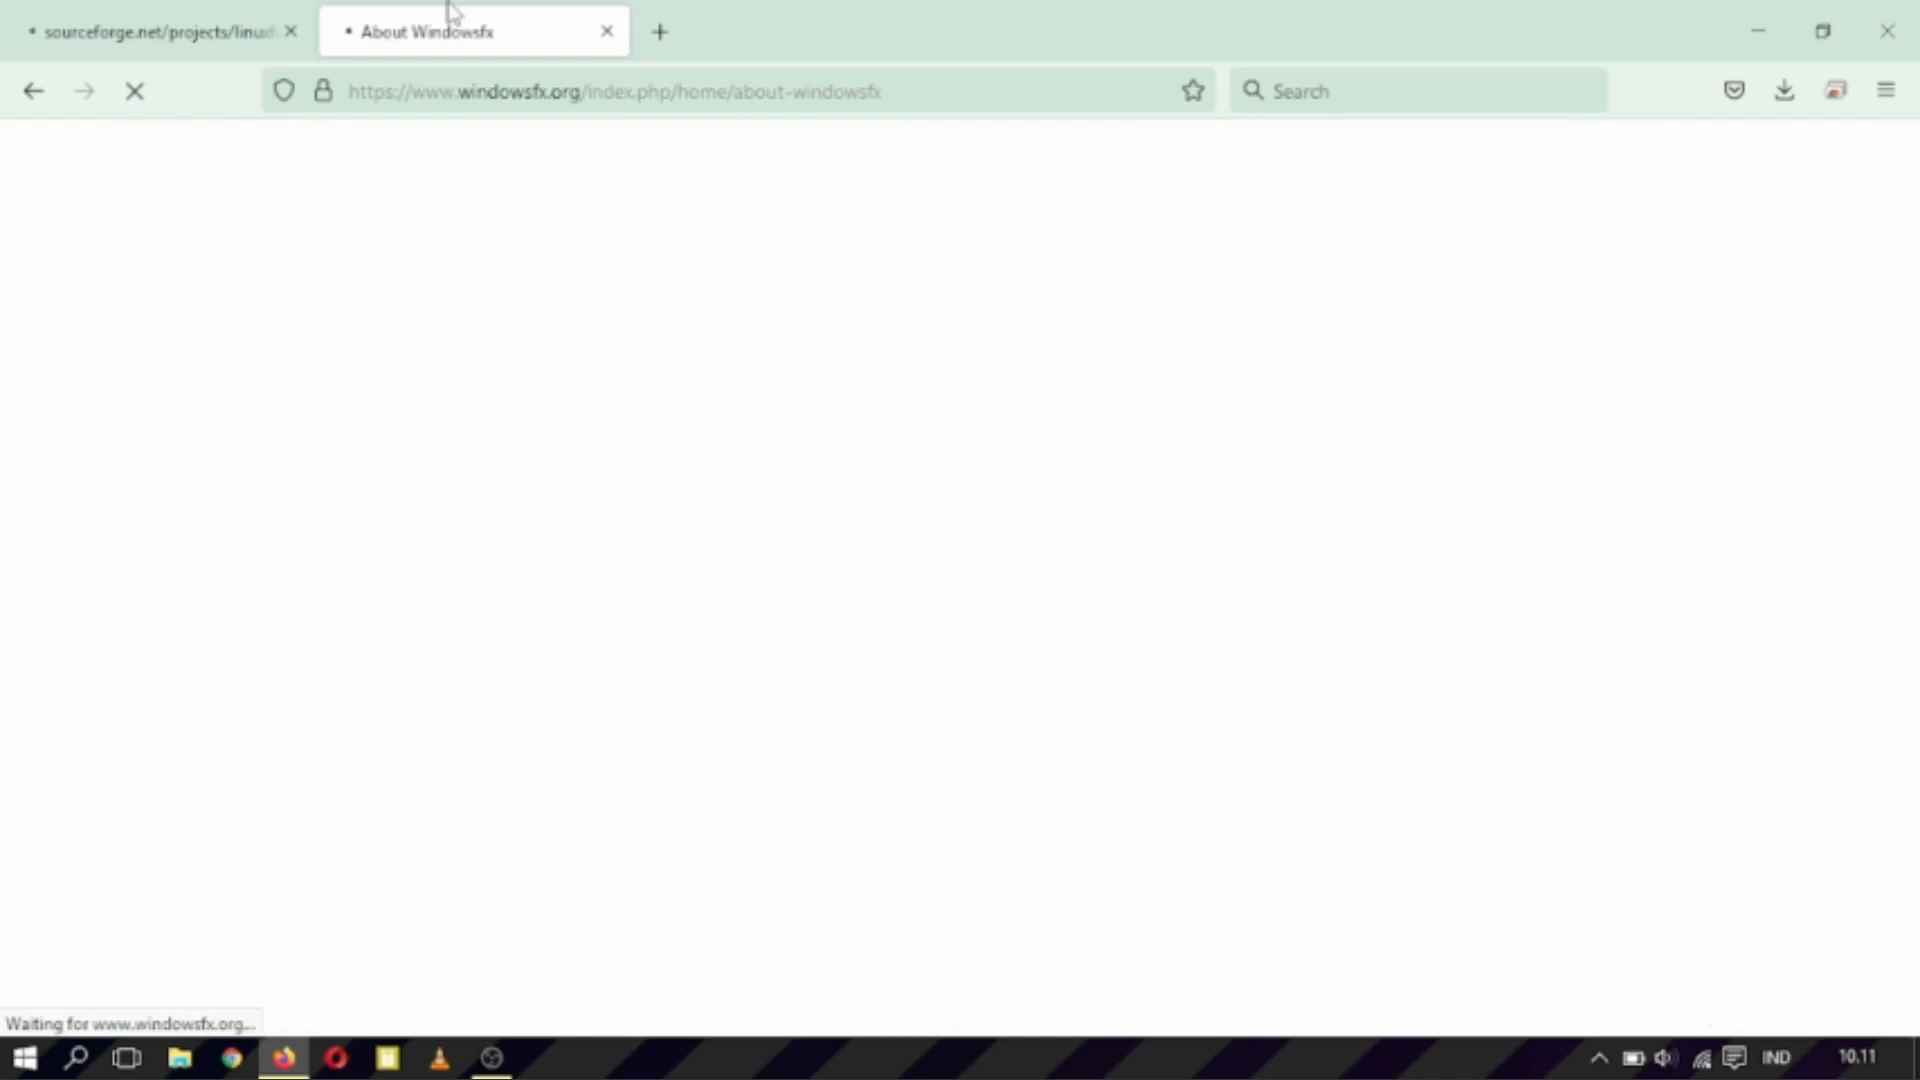 sourceforge.net/projects/linuxf
About Windowsfx
https://www.windowsfx.org/index.php/home/about-windowsfx
Search
Waiting for www.windowsfx.org...
IND
10.11